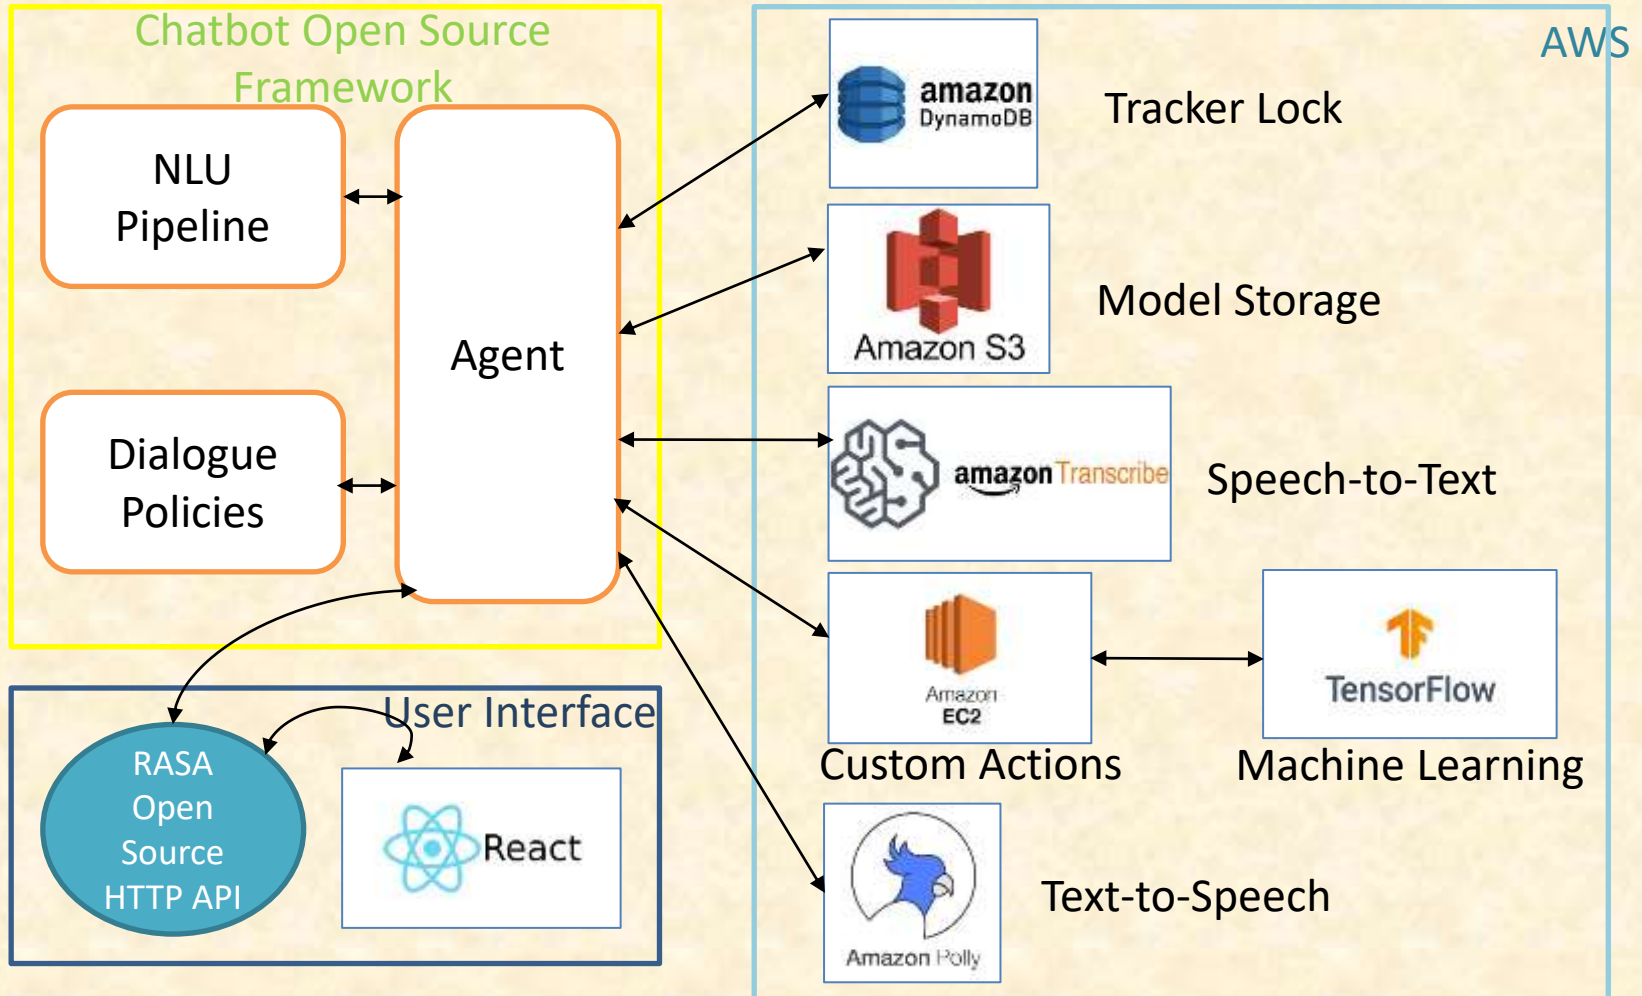 Chatbot Open Source
Framework
NLU
Pipeline
Agent
Dialogue
Policies
User Interface
RASA
Open
Source
HTTP API
React
AWS
amazon
DynamoDB
Tracker Lock
Amazon S3
Model Storage
amazon Transcribe
Speech-to-Text
Amazon
EC2
Custom Actions
TensorFlow
Machine Learning
Amazon Polly
Text-to-Speech